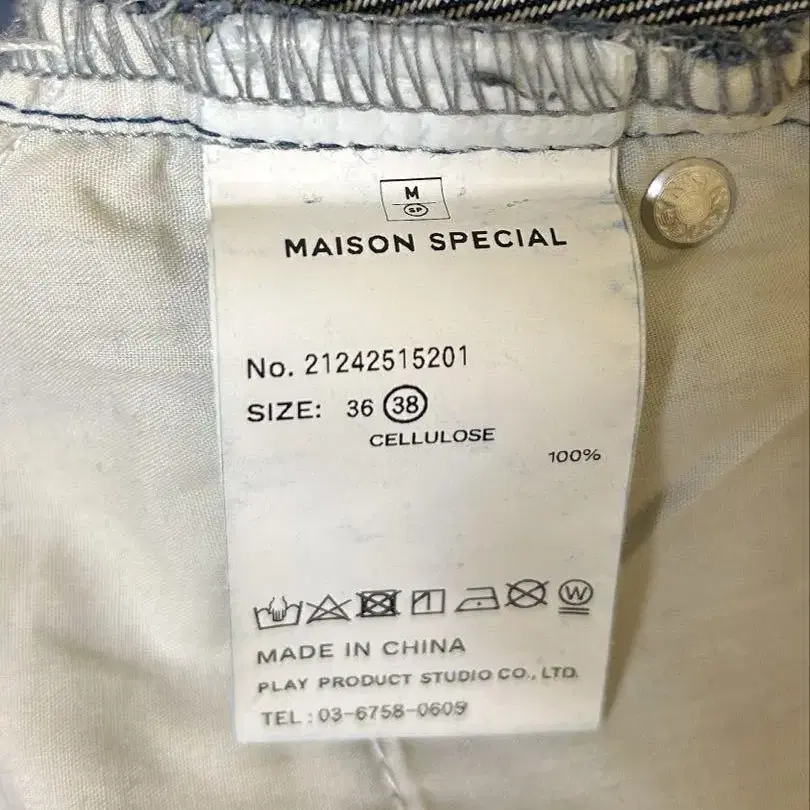 M
SP
MAISON SPECIAL
No. 21242515201
SIZE: 36 38
CELLULOSE
100%
W
MADE IN CHINA
PLAY PRODUCT STUDIO CO., LTD.
TEL : 03-6758-0609